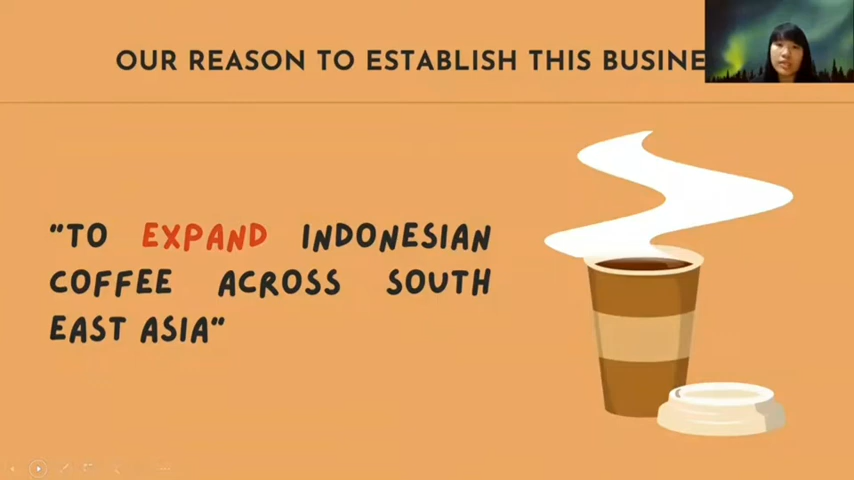 OUR REASON TO ESTABLISH THIS BUSINE
"TO EXPAND INDONESIAN
COFFEE ACROSS SOUTH
EAST ASIA"